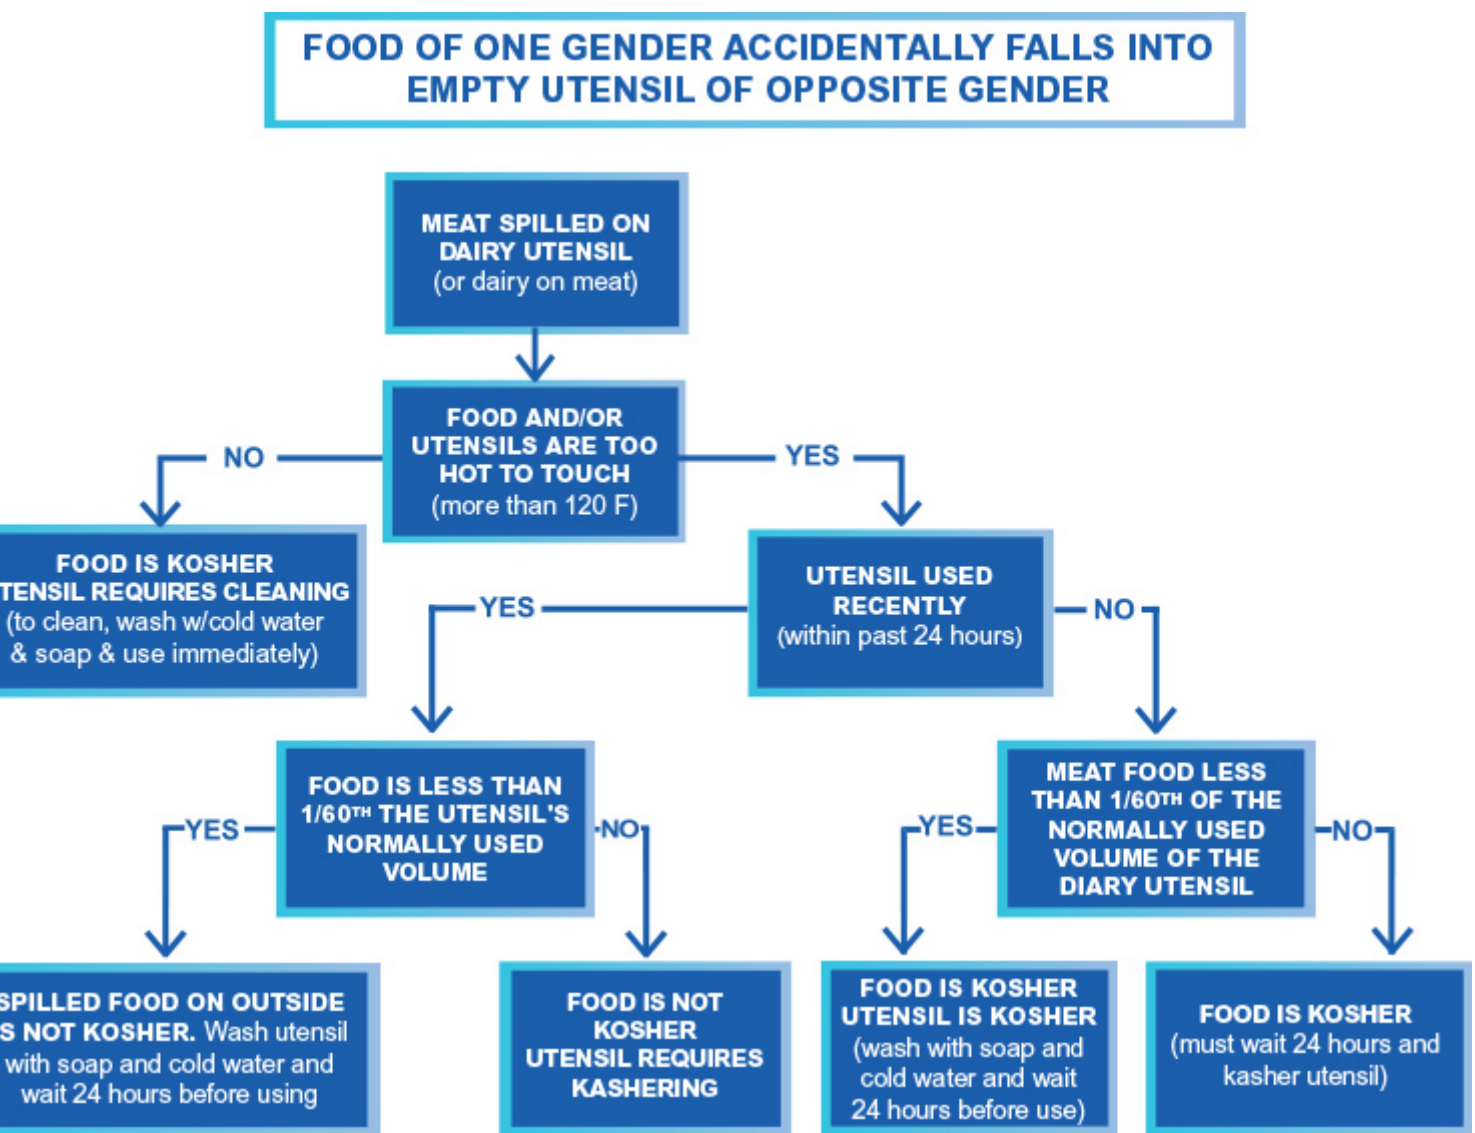 FOOD OF ONE GENDER ACCIDENTALLY FALLS INTO
EMPTY UTENSIL OF OPPOSITE GENDER
MEAT SPILLED ON
DAIRY UTENSIL
(or dairy on meat)
FOOD AND/OR
UTENSILS ARE TOO
HOT TO TOUCH
(more than 120 F)
NO
YES
FOOD IS KOSHER
TENSIL REQUIRES CLEANING
(to clean, wash w/cold water
& soap & use immediately)
UTENSIL USED
RECENTLY
(within past 24 hours)
YES
NO
FOOD IS LESS THAN
1/60TH THE UTENSIL'S
NORMALLY USED
VOLUME
MEAT FOOD LESS
THAN 1/60TH OF THE
NORMALLY USED
VOLUME OF THE
DIARY UTENSIL
YES
NO
YES
NO
SPILLED FOOD ON OUTSIDE
S NOT KOSHER. Wash utensil
with soap and cold water and
wait 24 hours before using
FOOD IS NOT
KOSHER
UTENSIL REQUIRES
KASHERING
FOOD IS KOSHER
UTENSIL IS KOSHER
(wash with soap and
cold water and wait
24 hours before use)
FOOD IS KOSHER
(must wait 24 hours and
kasher utensil)